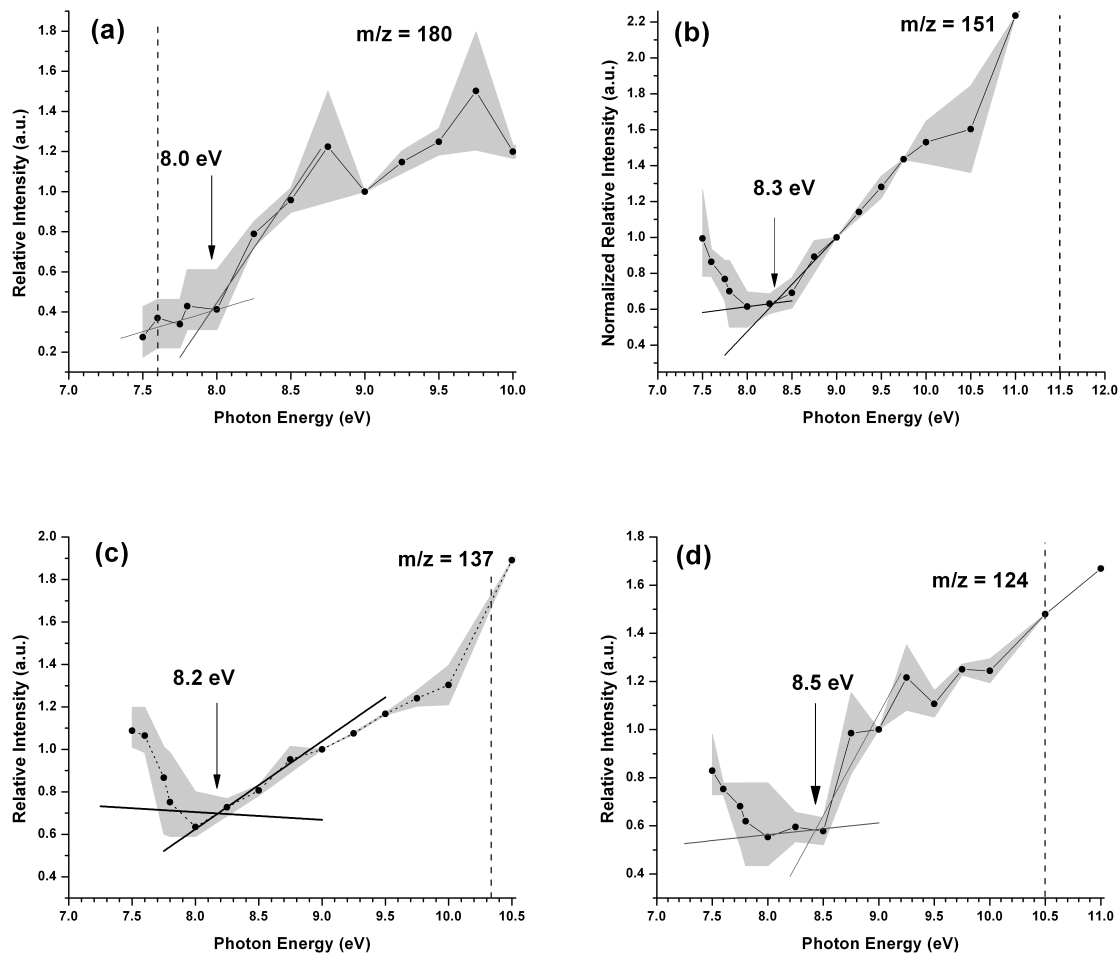 (a)
m/z = 180
8.0 eV
Relative Intensity (a.u.)
1.8
1.6
1.4
1.2
1.0
0.8
0.6
0.4
0.2
7.0 7.5 8.0 8.5 9.0 9.5 10.0
Photon Energy (eV)
(b)
m/z = 151
8.3 eV
Normalized Relative Intensity (a.u.)
2.2
2.0
1.8
1.6
1.4
1.2
1.0
0.8
0.6
0.4
7.0 7.5 8.0 8.5 9.0 9.5 10.0 10.5 11.0 11.5 12.0
Photon Energy (eV)
(c)
m/z = 137
8.2 eV
Relative Intensity (a.u.)
2.0
1.8
1.6
1.4
1.2
1.0
0.8
0.6
0.4
7.0 7.5 8.0 8.5 9.0 9.5 10.0 10.5
Photon Energy (eV)
(d)
m/z = 124
8.5 eV
Relative Intensity (a.u.)
1.8
1.6
1.4
1.2
1.0
0.8
0.6
0.4
7.0 7.5 8.0 8.5 9.0 9.5 10.0 10.5 11.0
Photon Energy (eV)